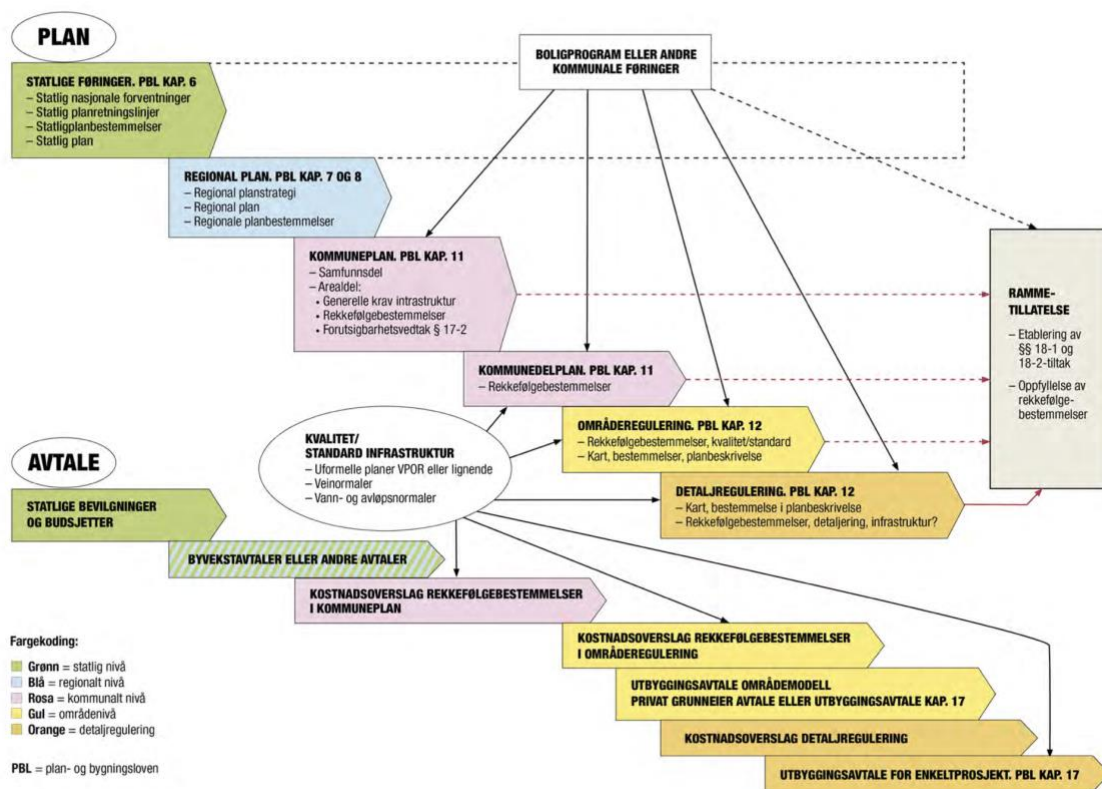 PLAN
BOLIGPROGRAM ELLER ANDRE
KOMMUNALE FØRINGER
STATLIGE FØRINGER. PBL KAP. 6
– Statlig nasjonale forventninger
– Statlig planretningslinjer
– Statligplanbestemmelser
– Statlig plan
REGIONAL PLAN. PBL KAP. 7 OG 8
– Regional planstrategi
– Regional plan
– Regionale planbestemmelser
KOMMUNEPLAN. PBL KAP. 11
– Samfunnsdel
– Arealdel:
• Generelle krav intrastruktur
• Rekkefølgebestemmelser
• Forutsigbarhetsvedtak § 17-2
RAMME-
TILLATELSE
– Etablering av
§§ 18-1 og
18-2-tiltak
– Oppfyllelse av
rekkefølge-
bestemmelser
KOMMUNEDELPLAN. PBL KAP. 11
– Rekkefølgebestemmelser
OMRÅDEREGULERING. PBL KAP. 12
– Rekkefølgebestemmelser, kvalitet/standard
– Kart, bestemmelser, planbeskrivelse
KVALITET/
STANDARD INFRASTRUKTUR
– Uformelle planer VPOR eller lignende
– Veinormaler
– Vann- og avløpsnormaler
DETALJREGULERING. PBL KAP. 12
– Kart, bestemmelse i planbeskrivelse
– Rekkefølgebestemmelser, detaljering, infrastruktur?
AVTALE
STATLIGE BEVILGNINGER
OG BUDSJETTER
BYVEKSTAVTALER ELLER ANDRE AVTALER
KOSTNADSOVERSLAG REKKEFØLGEBESTEMMELSER
I KOMMUNEPLAN
KOSTNADSOVERSLAG REKKEFØLGEBESTEMMELSER
I OMRÅDEREGULERING
UTBYGGINGSAVTALE OMRÅDEMODELL
PRIVAT GRUNNEIER AVTALE ELLER UTBYGGINGSAVTALE KAP. 17
KOSTNADSOVERSLAG DETALJREGULERING
UTBYGGINGSAVTALE FOR ENKELTPROSJEKT. PBL KAP. 17
Fargekoding:
Grønn = statlig nivå
Blå = regionalt nivå
Rosa = kommunalt nivå
Gul = områdenivå
Orange = detaljregulering
PBL = plan- og bygningsloven